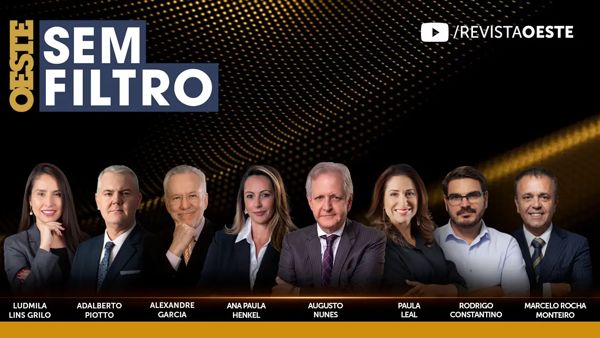 OESTE
SEM
FILTRO
/REVISTAOESTE
LUDMILA
LINS GRILO
ADALBERTO
PIOTTO
ALEXANDRE
GARCIA
ANA PAULA
HENKEL
AUGUSTO
NUNES
PAULA
LEAL
RODRIGO
CONSTANTINO
MARCELO ROCHA
MONTEIRO